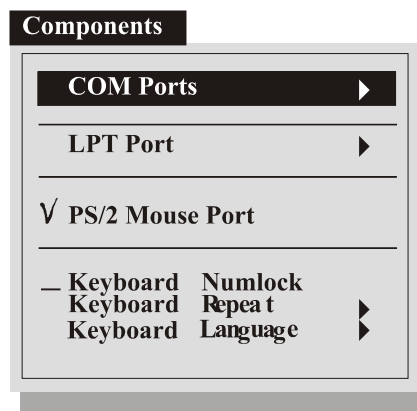 Components
COM Ports
LPT Port
PS/2 Mouse Port
Keyboard Numlock
Keyboard Repeat
Keyboard Language